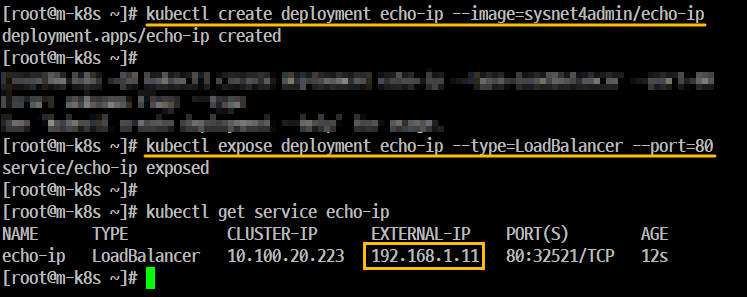 [root@m-k8s ~]# kubectl create deployment echo-ip --image=sysnet4admin/echo-ip
deployment.apps/echo-ip created
[root@m-k8s ~]#
[root@m-k8s ~]# kubectl expose deployment echo-ip --type=LoadBalancer --port=80
service/echo-ip exposed
[root@m-k8s ~]#
[root@m-k8s ~]# kubectl get service echo-ip
NAME TYPE CLUSTER-IP EXTERNAL-IP PORT(S) AGE
echo-ip LoadBalancer 10.100.20.223 192.168.1.11 80:32521/TCP 12s
[root@m-k8s ~]#